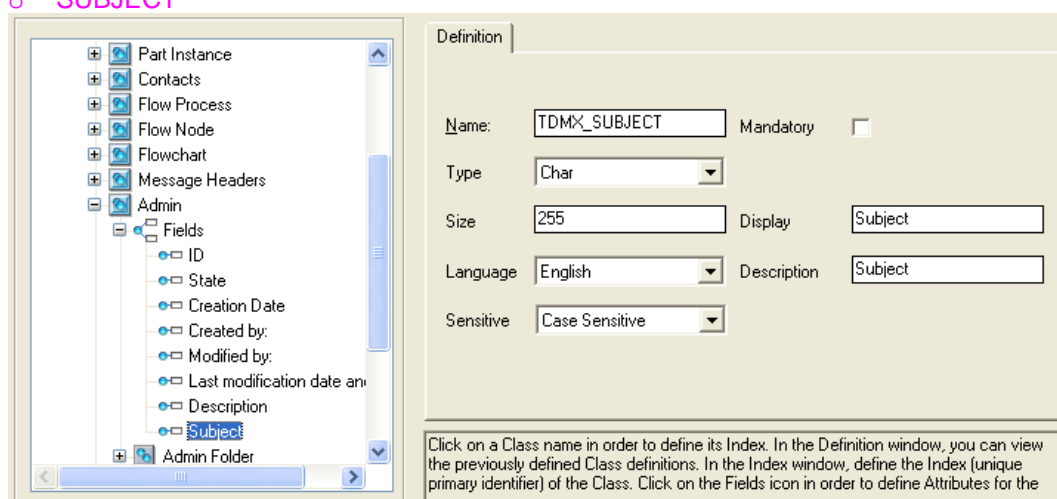 o SUBJECT
Definition
Part Instance
Contacts
Flow Process
Flow Node
Flowchart
Message Headers
Admin
Fields
ID
State
Creation Date
Created by:
Modified by:
Last modification date an
Description
Subject
Admin Folder
Name: TDMX_SUBJECT Mandatory
Type Char
Size 255 Display Subject
Language English Description Subject
Sensitive Case Sensitive
Click on a Class name in order to define its Index. In the Definition window, you can view
the previously defined Class definitions. In the Index window, define the Index (unique
primary identifier) of the Class. Click on the Fields icon in order to define Attributes for the